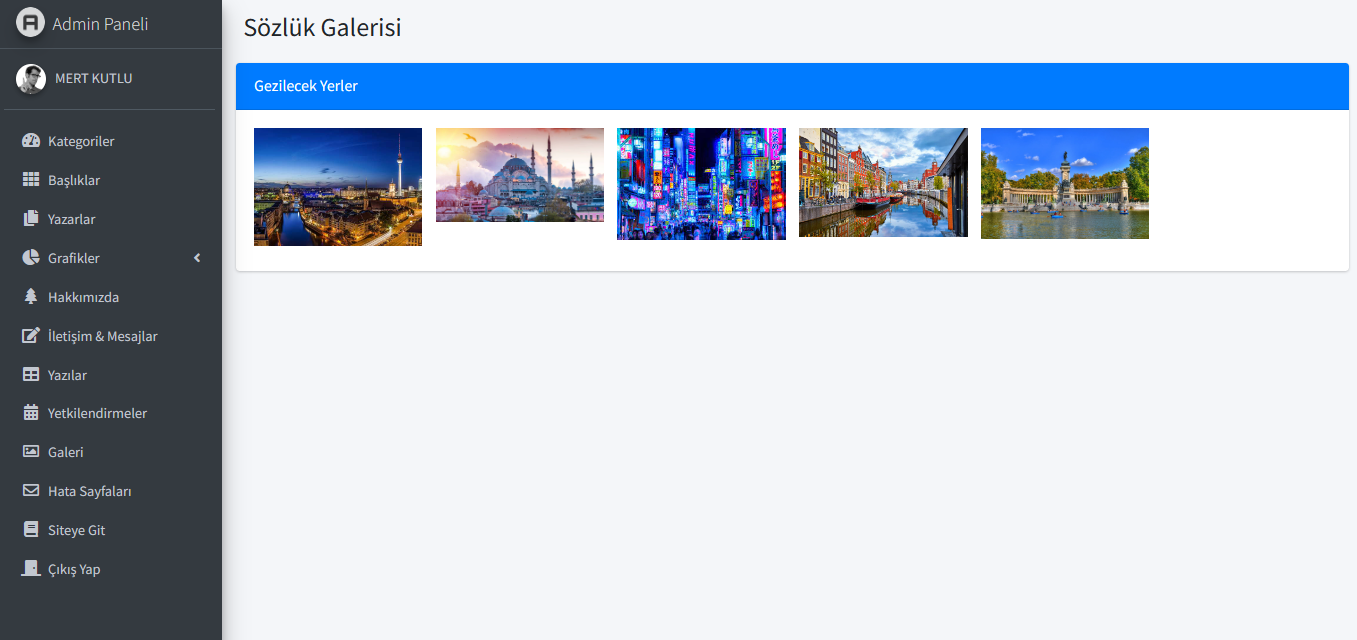 Admin Paneli
MERT KUTLU
Kategoriler
Başlıklar
Yazarlar
Grafikler
Hakkımızda
İletişim & Mesajlar
Yazılar
Yetkilendirmeler
Galeri
Hata Sayfaları
Siteye Git
Çıkış Yap
Sözlük Galerisi
Gezilecek Yerler